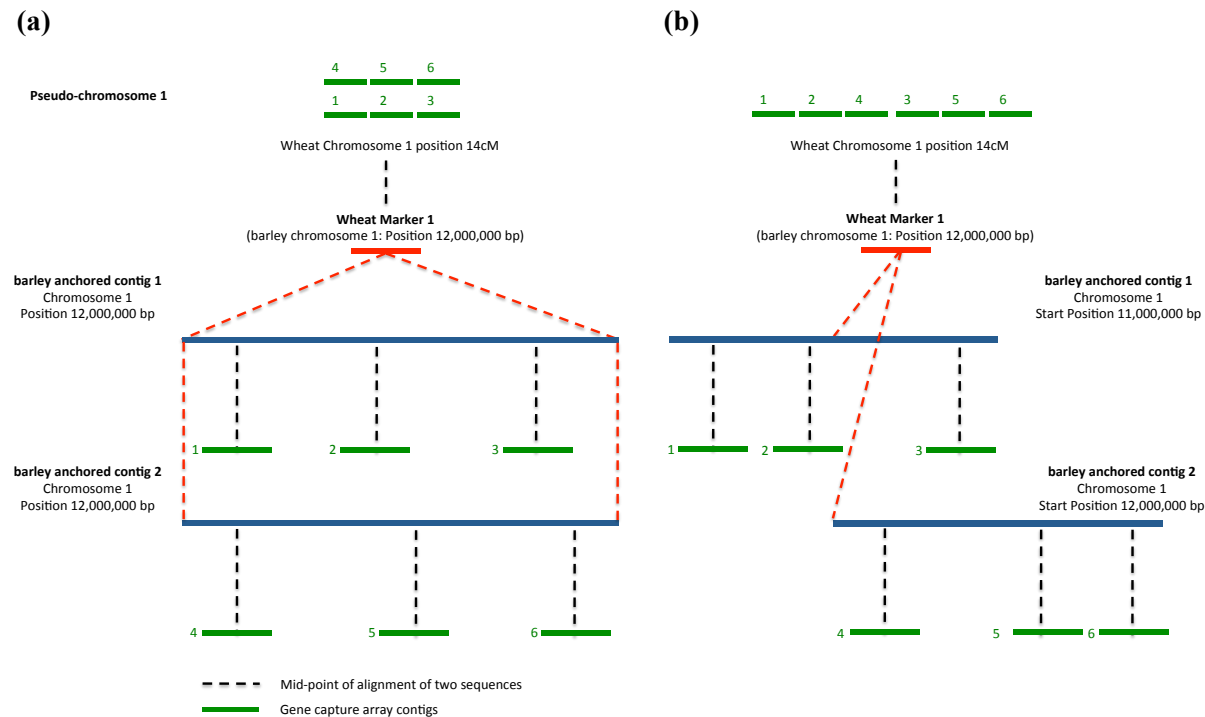 (a)
4 5 6
Pseudo-chromosome 1
1 2 3
Wheat Chromosome 1 position 14cM
Wheat Marker 1
(barley chromosome 1: Position 12,000,000 bp)
barley anchored contig 1
Chromosome 1
Position 12,000,000 bp
1 2 3
barley anchored contig 2
Chromosome 1
Position 12,000,000 bp
4 5 6
(b)
1 2 4 3 5 6
Wheat Chromosome 1 position 14cM
Wheat Marker 1
(barley chromosome 1: Position 12,000,000 bp)
barley anchored contig 1
Chromosome 1
Start Position 11,000,000 bp
1 2 3
barley anchored contig 2
Chromosome 1
Start Position 12,000,000 bp
4 5 6
Mid-point of alignment of two sequences
Gene capture array contigs